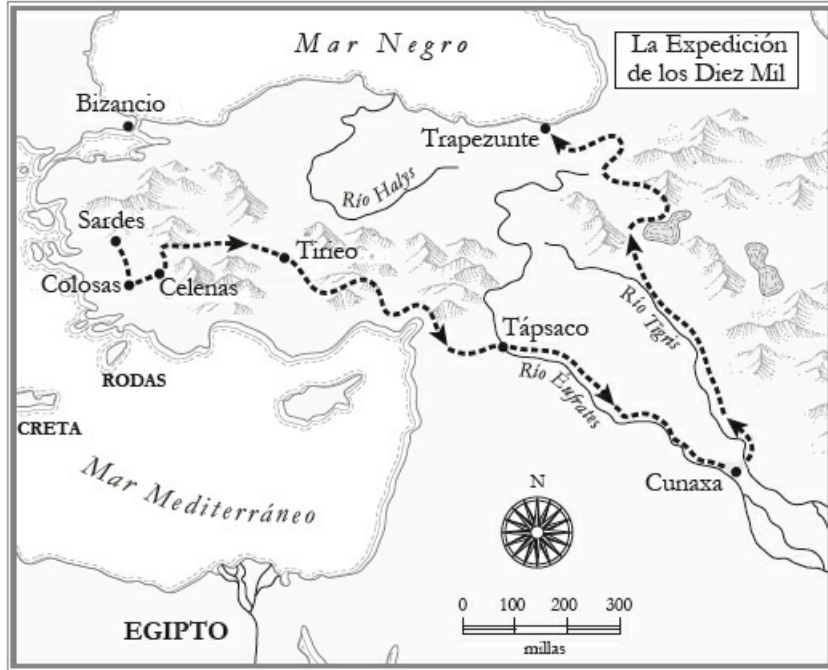 Mar Negro
La Expedición
de los Diez Mil
Bizancio
Trapezunte
Río Halys
Sardes
Tirieo
Colosas
Celenas
Río Tigris
Tápsaco
RODAS
Río Éufrates
CRETA
Mar Mediterráneo
Cunaxa
N
EGIPTO
0 100 200 300
millas